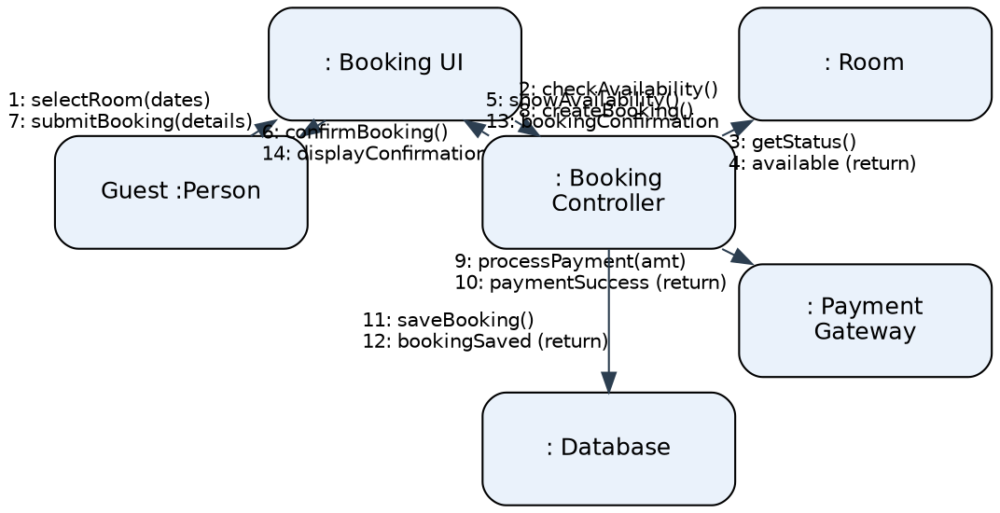 : Booking UI
: Room
1: selectRoom(dates)
7: submitBooking(details)
2: checkAvailability()
8: createBooking()
5: showAvailability()
13: bookingConfirmation
6: confirmBooking()
14: displayConfirmation
3: getStatus()
4: available (return)
Guest :Person
: Booking
Controller
9: processPayment(amt)
10: paymentSuccess (return)
: Payment
Gateway
11: saveBooking()
12: bookingSaved (return)
: Database